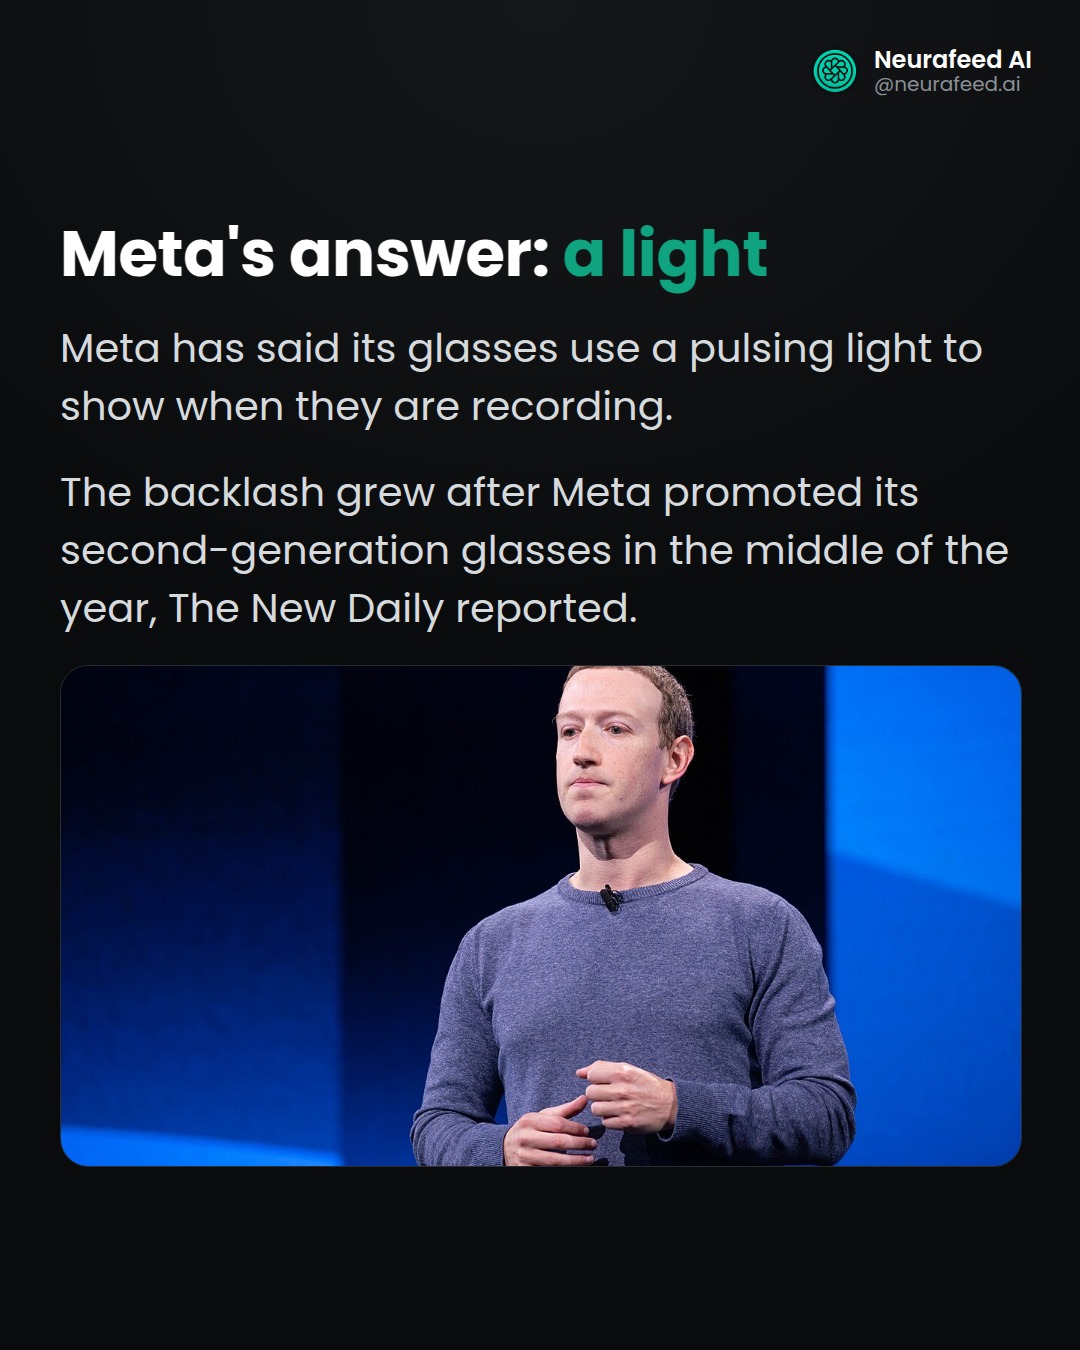 Neurafeed AI
@neurafeed.ai
Meta's answer: a light
Meta has said its glasses use a pulsing light to
show when they are recording.
The backlash grew after Meta promoted its
second-generation glasses in the middle of the
year, The New Daily reported.